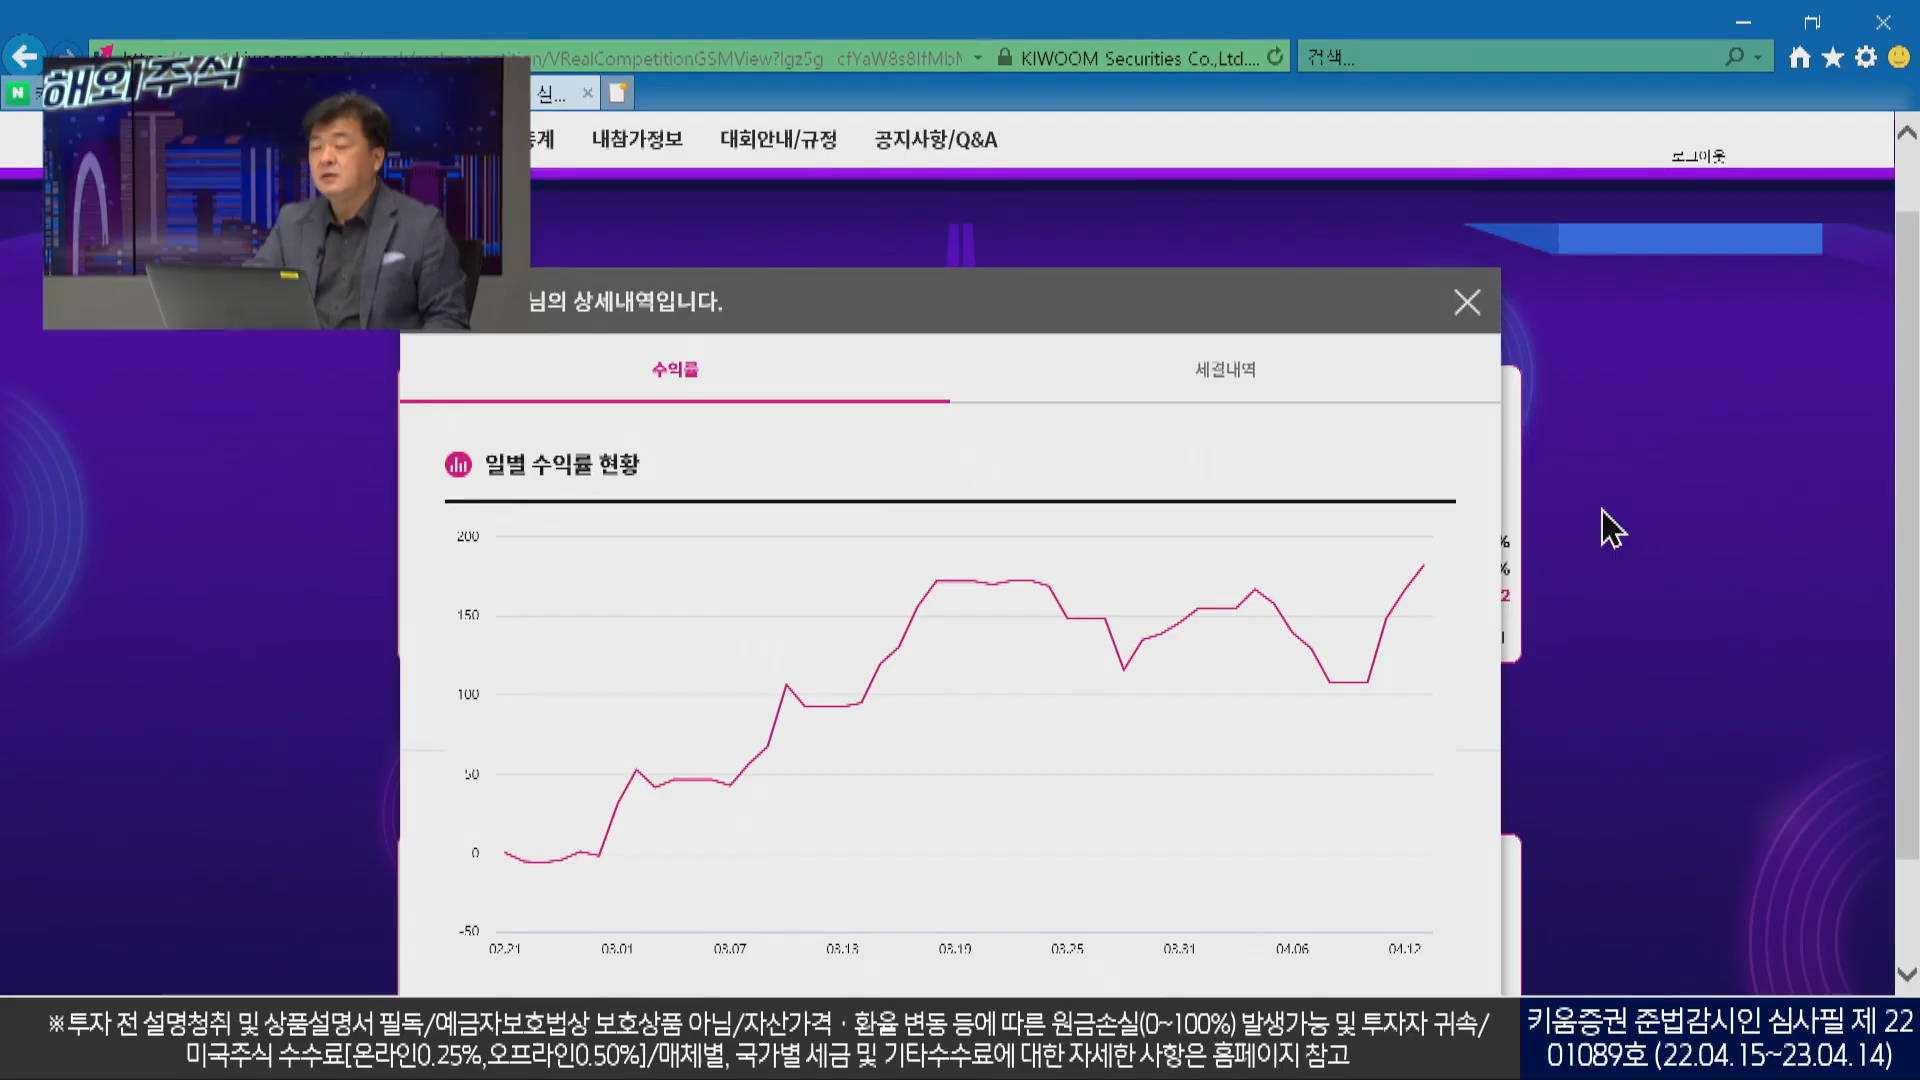 검색...
KIWOOM Securities Co.,Ltd....
n/VRealCompetitionGSMView?lgz5g
N
해외주식
실...
내참가정보
대회안내/규정
공지사항/Q&A
로그아웃
님의 상세내역입니다.
수익률
체결내역
일별 수익률 현황
200
150
100
50
0
-50
02.21
03.01
03.07
03.13
03.19
03.25
03.31
04.06
04.12
%
%
2
※투자 전 설명청취 및 상품설명서 필독/예금자보호법상 보호상품 아님/자산가격 · 환율 변동 등에 따른 원금손실(0~100%) 발생가능 및 투자자 귀속/
미국주식 수수료[온라인0.25%,오프라인0.50%]/매체별, 국가별 세금 및 기타수수료에 대한 자세한 사항은 홈페이지 참고
키움증권 준법감시인 심사필 제 22
01089호 (22.04.15~23.04.14)